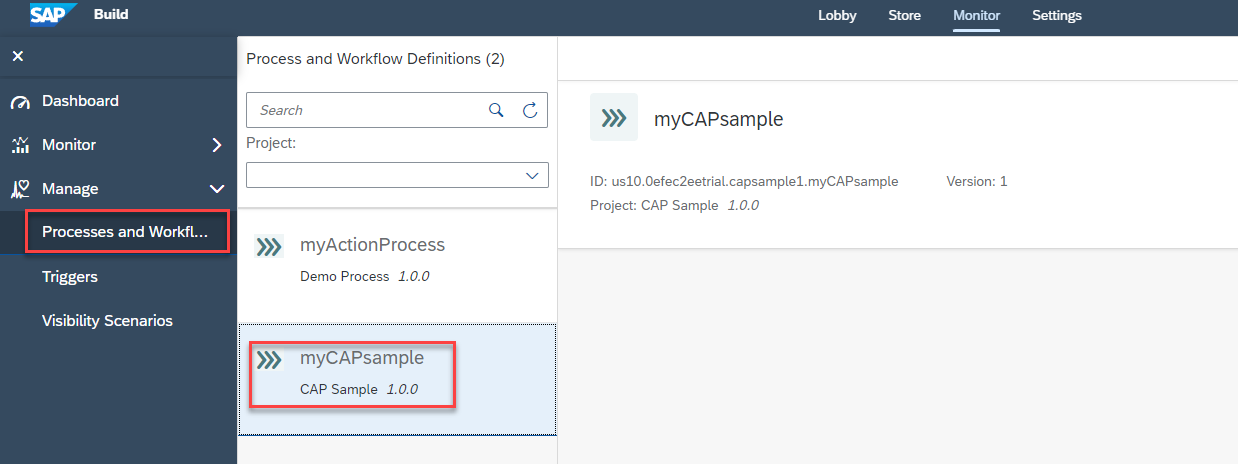 SAP Build Lobby Store Monitor Settings
Dashboard
Monitor
Manage
Processes and Workfl...
Triggers
Visibility Scenarios
Process and Workflow Definitions (2)
Search
Project:
myActionProcess
Demo Process 1.0.0
myCAPsample
CAP Sample 1.0.0
myCAPsample
ID: us10.0efec2eetrial.capsample1.myCAPsample Version: 1
Project: CAP Sample 1.0.0